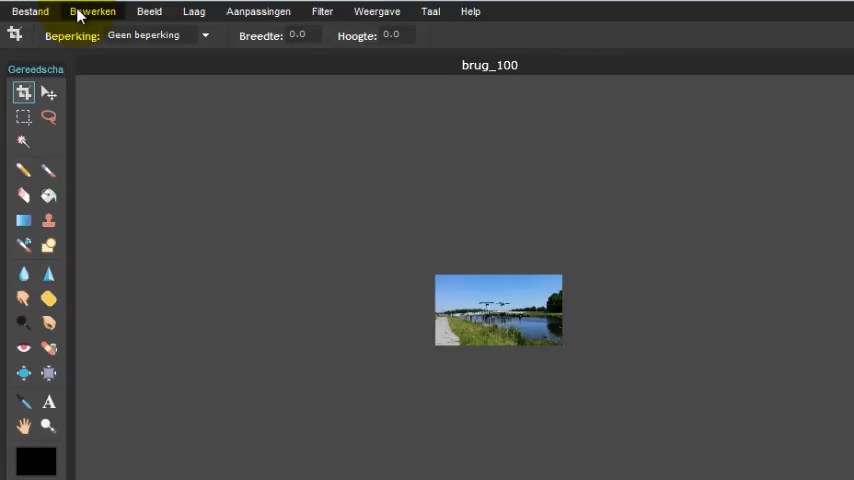 Bestand Bewerken Beeld Laag Aanpassingen Filter Weergave Taal Help
Beperking: Geen beperking Breedte: 0.0 Hoogte: 0.0
Gereedscha
brug_100
A